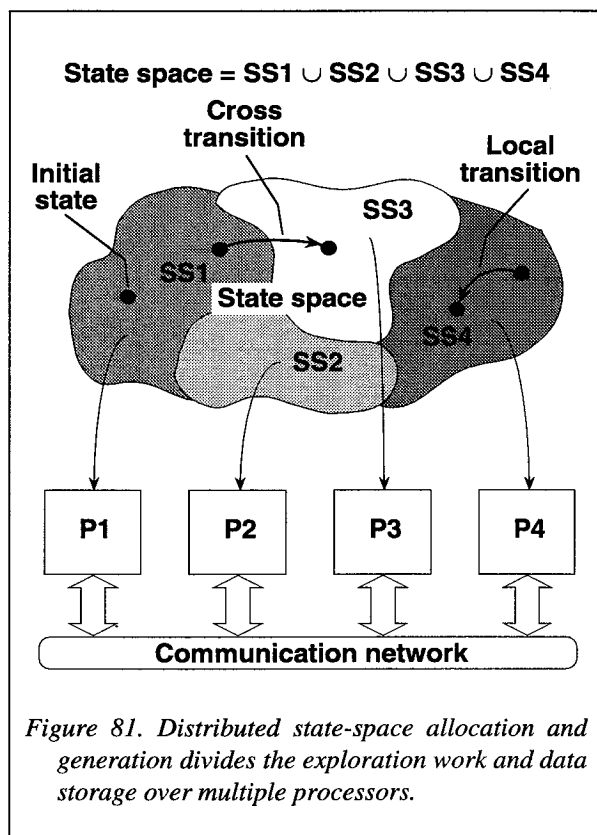 State space = SS1 ∪ SS2 ∪ SS3 ∪ SS4
Cross
transition
Local
transition
Initial
state
SS3
SS1
State space
SS4
SS2
P1
P2
P3
P4
Communication network
Figure 81. Distributed state-space allocation and
generation divides the exploration work and data
storage over multiple processors.